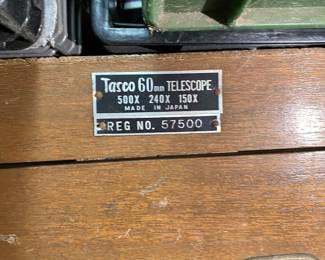 Tasco 60mm TELESCOPE
500X 240X 150X
MADE IN JAPAN
REG NO. 57500